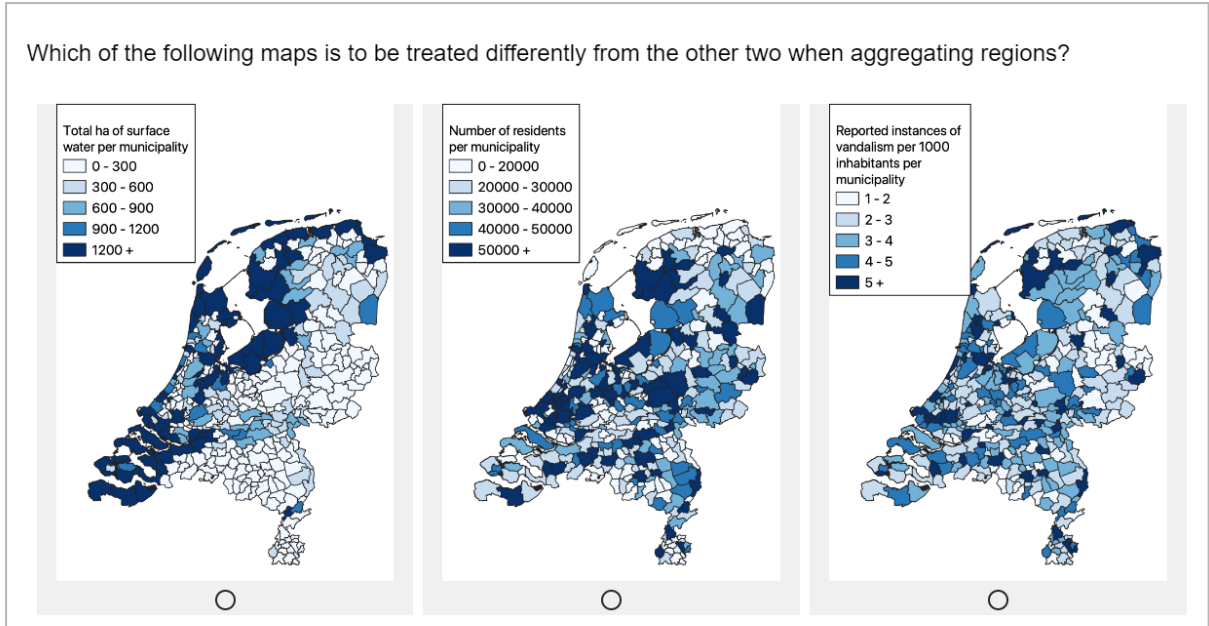 Which of the following maps is to be treated differently from the other two when aggregating regions?
Total ha of surface
water per municipality
0 - 300
300 - 600
600 - 900
900 - 1200
1200 +
Number of residents
per municipality
0 - 20000
20000 - 30000
30000 - 40000
40000 - 50000
50000 +
Reported instances of
vandalism per 1000
inhabitants per
municipality
1 - 2
2 - 3
3 - 4
4 - 5
5 +